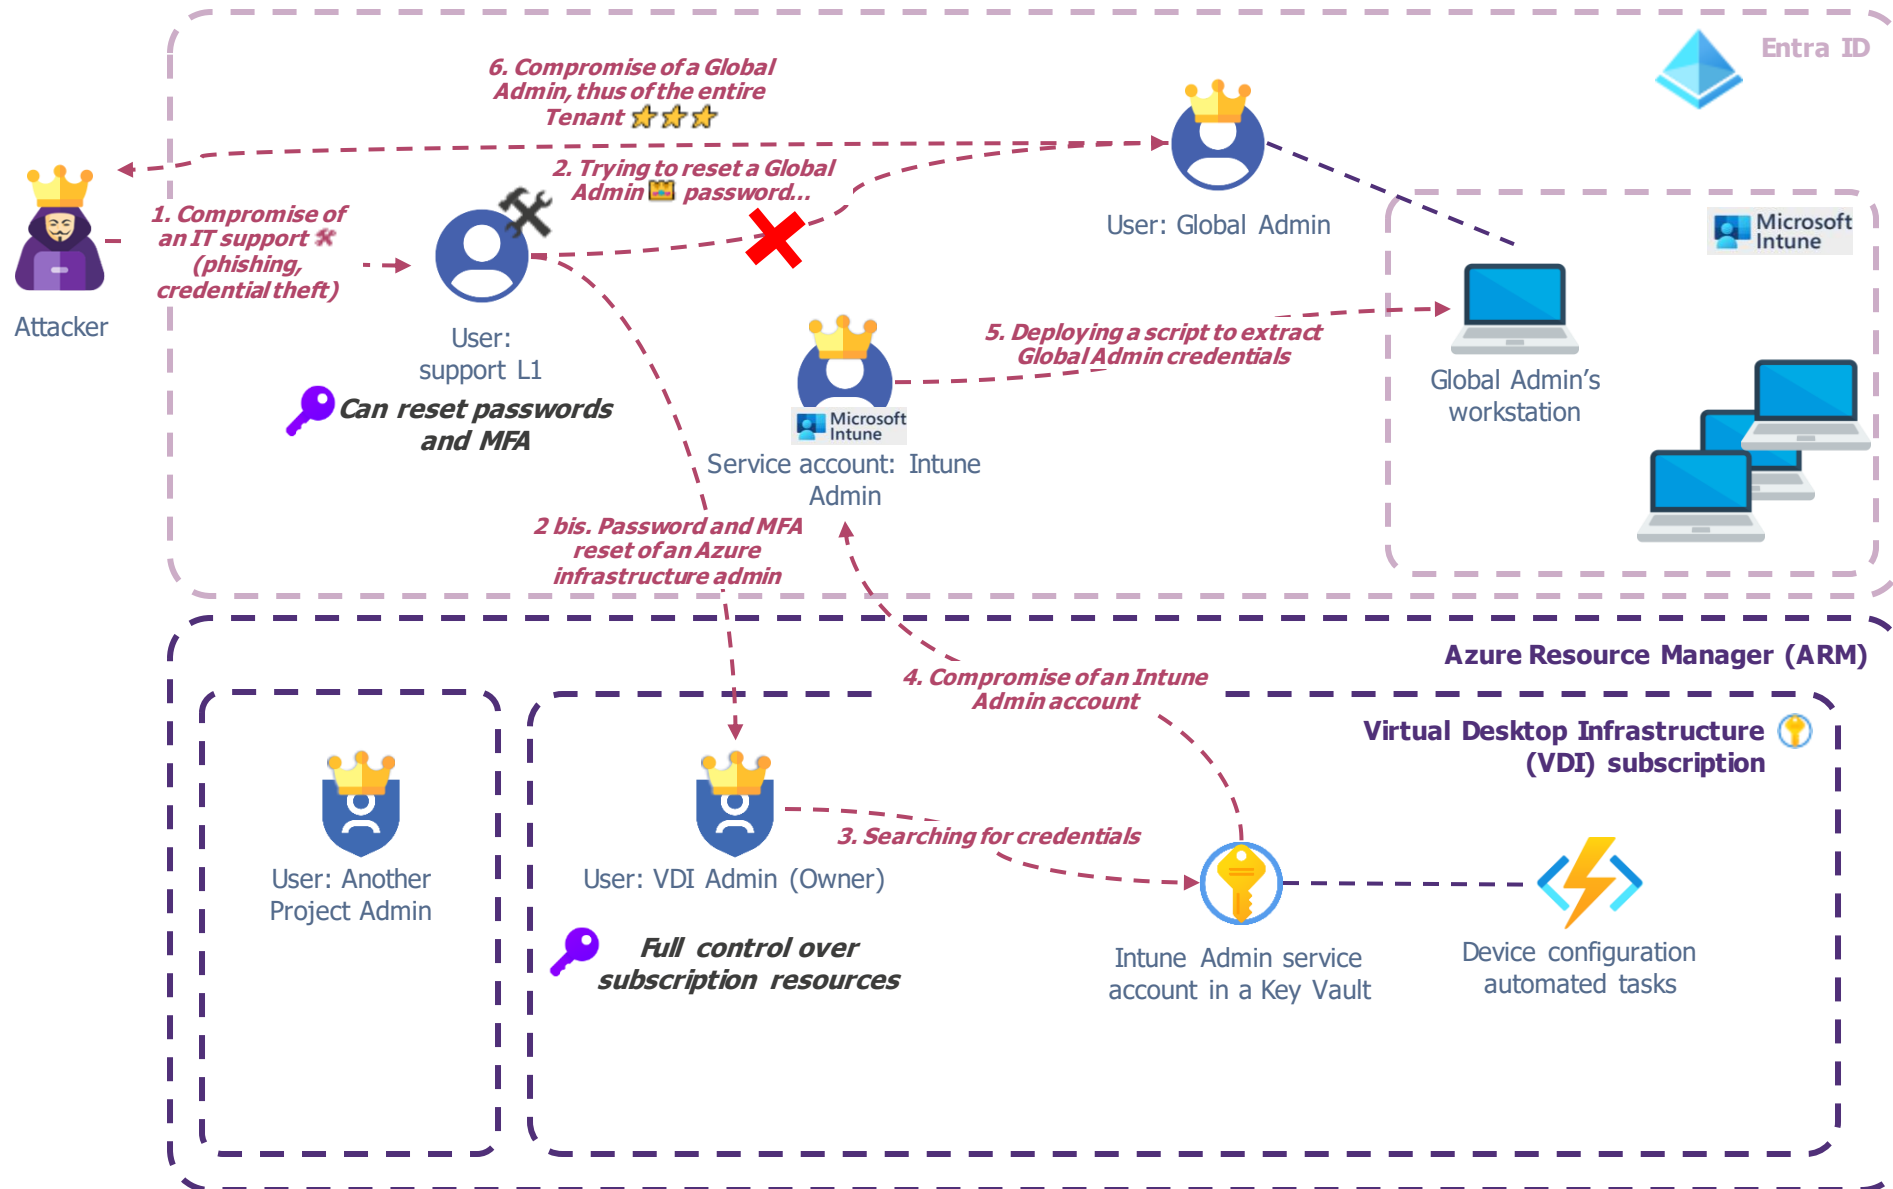 Entra ID
6. Compromise of a Global
Admin, thus of the entire
Tenant
2. Trying to reset a Global
Admin password...
1. Compromise of
an IT support
(phishing,
credential theft)
Attacker
User:
support L1
Can reset passwords
and MFA
User: Global Admin
Microsoft
Intune
5. Deploying a script to extract
Global Admin credentials
Global Admin's
workstation
Microsoft
Intune
Service account: Intune
Admin
2 bis. Password and MFA
reset of an Azure
infrastructure admin
Azure Resource Manager (ARM)
4. Compromise of an Intune
Admin account
Virtual Desktop Infrastructure
(VDI) subscription
3. Searching for credentials
User: Another
Project Admin
User: VDI Admin (Owner)
Full control over
subscription resources
Intune Admin service
account in a Key Vault
Device configuration
automated tasks